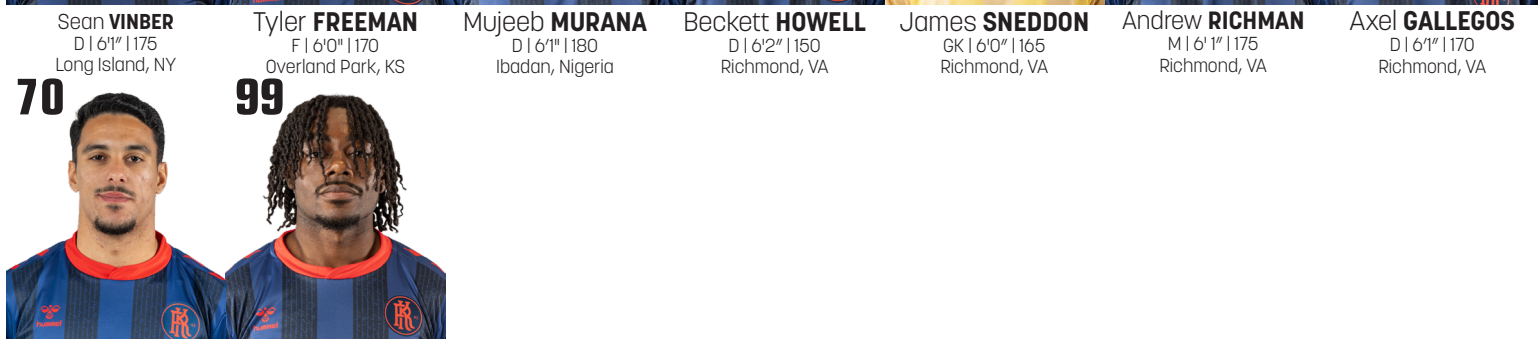 Sean VINBER
D | 6'1" | 175
Long Island, NY
Tyler FREEMAN
F | 6'0" | 170
Overland Park, KS
Mujeeb MURANA
D | 6'1" | 180
Ibadan, Nigeria
Beckett HOWELL
D | 6'2" | 150
Richmond, VA
James SNEDDON
GK | 6'0" | 165
Richmond, VA
Andrew RICHMAN
M | 6' 1" | 175
Richmond, VA
Axel GALLEGOS
D | 6'1" | 170
Richmond, VA
70
99
hummel
hummel